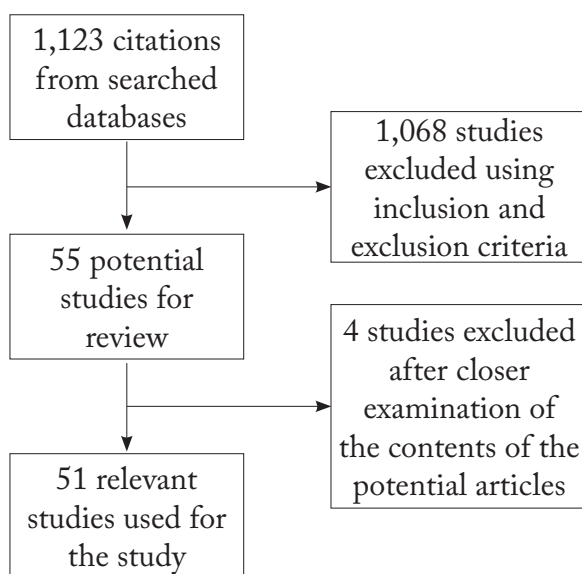 1,123 citations
from searched
databases
1,068 studies
excluded using
inclusion and
exclusion criteria
55 potential
studies for
review
4 studies excluded
after closer
examination of
the contents of the
potential articles
51 relevant
studies used for
the study